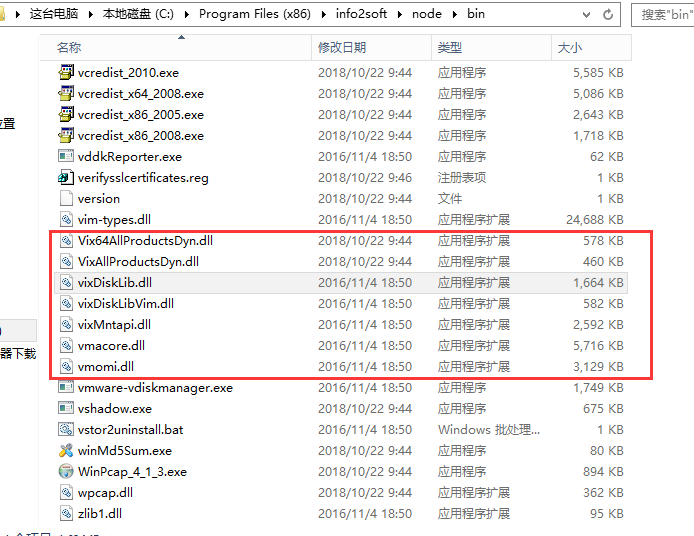 这台电脑 本地磁盘 (C:) Program Files (x86) info2soft node bin 搜索"bin"
名称 修改日期 类型 大小
vcredist_2010.exe 2018/10/22 9:44 应用程序 5,585 KB
vcredist_x64_2008.exe 2018/10/22 9:44 应用程序 5,086 KB
vcredist_x86_2005.exe 2018/10/22 9:44 应用程序 2,643 KB
位置
vcredist_x86_2008.exe 2018/10/22 9:44 应用程序 1,718 KB
vddkReporter.exe 2016/11/4 18:50 应用程序 62 KB
verifysslcertificates.reg 2018/10/22 9:46 注册表项 1 KB
version 2018/10/22 9:44 文件 1 KB
vim-types.dll 2016/11/4 18:50 应用程序扩展 24,688 KB
Vix64AllProductsDyn.dll 2018/10/22 9:44 应用程序扩展 578 KB
VixAllProductsDyn.dll 2018/10/22 9:44 应用程序扩展 460 KB
vixDiskLib.dll 2016/11/4 18:50 应用程序扩展 1,664 KB
vixDiskLibVim.dll 2016/11/4 18:50 应用程序扩展 582 KB
vixMntapi.dll 2016/11/4 18:50 应用程序扩展 2,592 KB
vmacore.dll 2016/11/4 18:50 应用程序扩展 5,716 KB
器下載
vmomi.dll 2016/11/4 18:50 应用程序扩展 3,129 KB
vmware-vdiskmanager.exe 2016/11/4 18:50 应用程序 1,749 KB
vshadow.exe 2018/10/22 9:44 应用程序 675 KB
vstor2uninstall.bat 2016/11/4 18:50 Windows 批处理... 1 KB
winMd5Sum.exe 2018/10/22 9:44 应用程序 80 KB
WinPcap_4_1_3.exe 2018/10/22 9:44 应用程序 894 KB
wpcap.dll 2018/10/22 9:44 应用程序扩展 362 KB
zlib1.dll 2016/11/4 18:50 应用程序扩展 95 KB